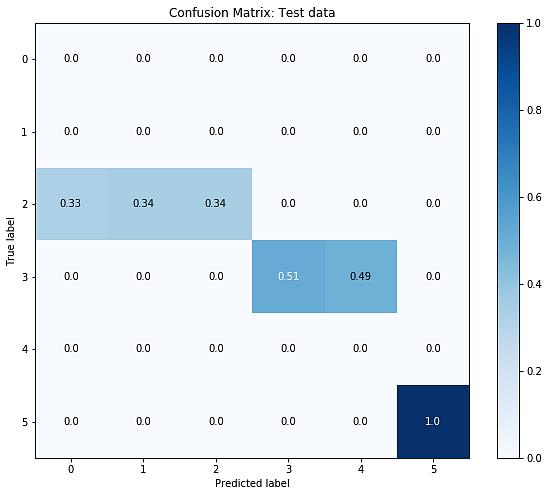 Confusion Matrix: Test data
1.0
0 0.0 0.0 0.0 0.0 0.0 0.0
1 0.0 0.0 0.0 0.0 0.0 0.0
0.8
2 0.33 0.34 0.34 0.0 0.0 0.0
0.6
True label
3 0.0 0.0 0.0 0.51 0.49 0.0
0.4
4 0.0 0.0 0.0 0.0 0.0 0.0
0.2
5 0.0 0.0 0.0 0.0 0.0 1.0
0.0
0 1 2 3 4 5
Predicted label